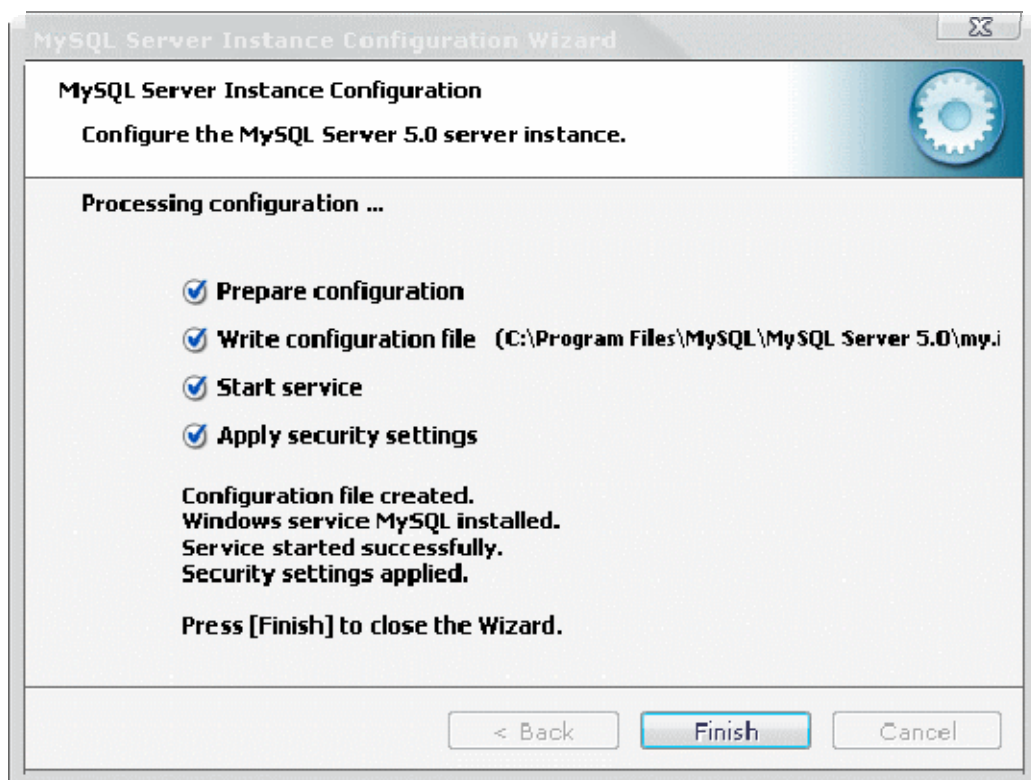 MySQL Server Instance Configuration Wizard
MySQL Server Instance Configuration
Configure the MySQL Server 5.0 server instance.
Processing configuration ...
Prepare configuration
Write configuration file (C:\Program Files\MySQL\MySQL Server 5.0\my.i
Start service
Apply security settings
Configuration file created.
Windows service MySQL installed.
Service started successfully.
Security settings applied.
Press [Finish] to close the Wizard.
< Back Finish Cancel